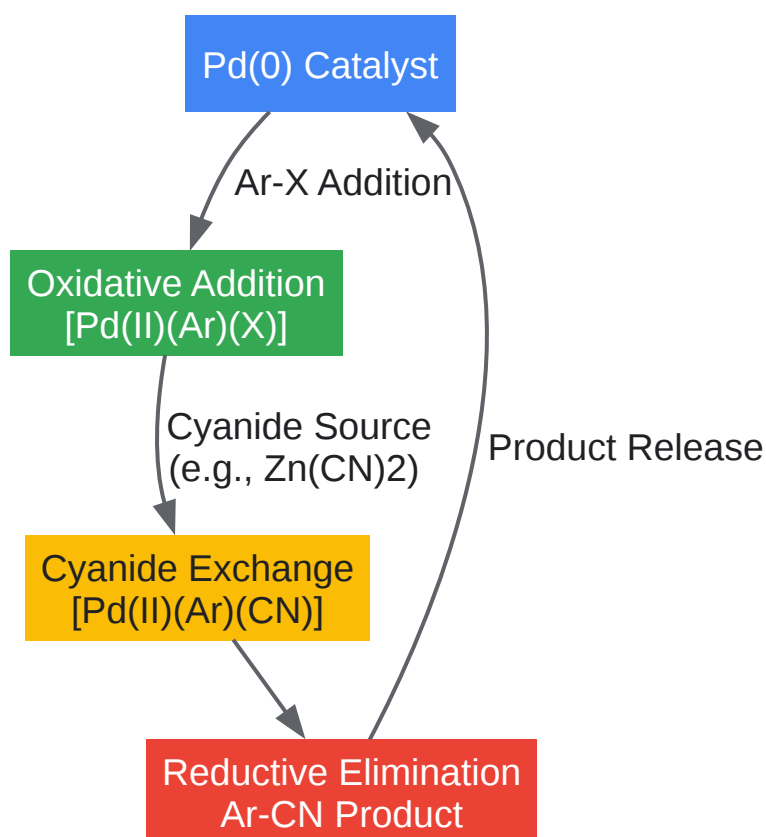 Pd(0) Catalyst
Ar-X Addition
Oxidative Addition
[Pd(II)(Ar)(X)]
Cyanide Source
(e.g., Zn(CN)2)
Product Release
Cyanide Exchange
[Pd(II)(Ar)(CN)]
Reductive Elimination
Ar-CN Product